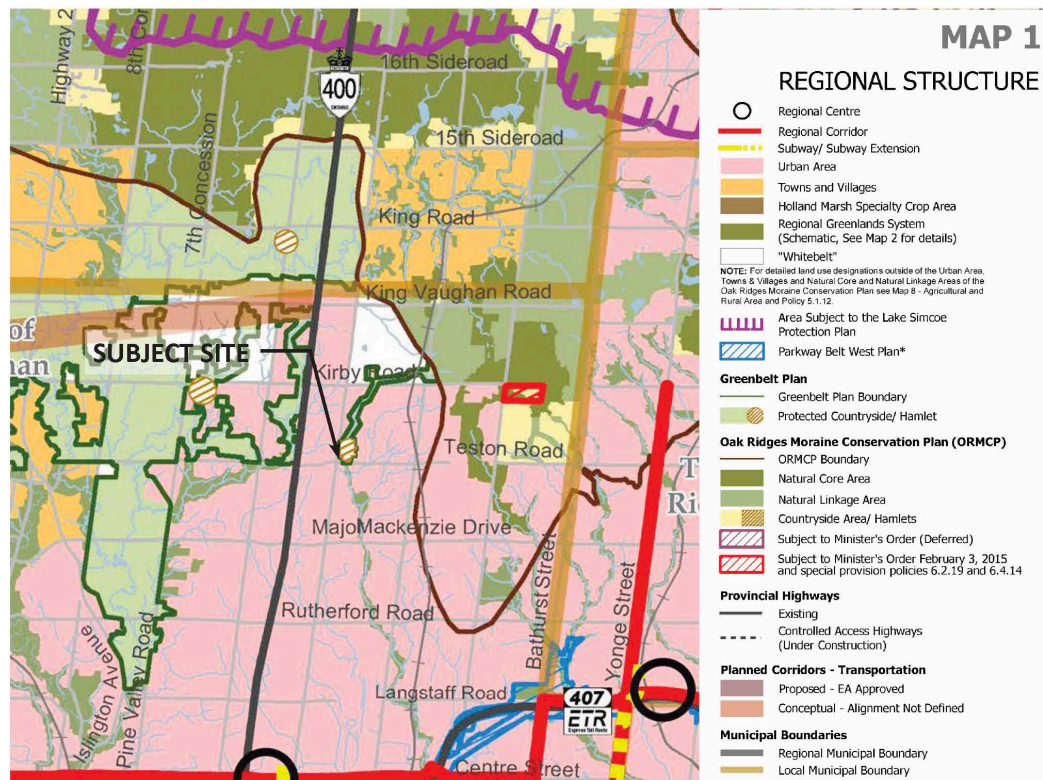 Highway 2
8th Con
16th Sideroad
400
ONTARIO
15th Sideroad
7th Concession
King Road
King Vaughan Road
of
nan
SUBJECT SITE
Kirby Road
Teston Road
T
Ri
MajoMackenzie Drive
Rutherford Road
Bathurst Street
Yonge Street
Islington Avenue
Pine Valley Road
Langstaff Road
407
ETR
Express Toll Route
Centre Street
MAP 1
REGIONAL STRUCTURE
Regional Centre
Regional Corridor
Subway/ Subway Extension
Urban Area
Towns and Villages
Holland Marsh Specialty Crop Area
Regional Greenlands System
(Schematic, See Map 2 for details)
"Whitebelt"
NOTE: For detailed land use designations outside of the Urban Area,
Towns & Villages and Natural Core and Natural Linkage Areas of the
Oak Ridges Moraine Conservation Plan see Map 8 - Agricultural and
Rural Area and Policy 5.1.12.
Area Subject to the Lake Simcoe
Protection Plan
Parkway Belt West Plan*
Greenbelt Plan
Greenbelt Plan Boundary
Protected Countryside/ Hamlet
Oak Ridges Moraine Conservation Plan (ORMCP)
ORMCP Boundary
Natural Core Area
Natural Linkage Area
Countryside Area/ Hamlets
Subject to Minister's Order (Deferred)
Subject to Minister's Order February 3, 2015
and special provision policies 6.2.19 and 6.4.14
Provincial Highways
Existing
Controlled Access Highways
(Under Construction)
Planned Corridors - Transportation
Proposed - EA Approved
Conceptual - Alignment Not Defined
Municipal Boundaries
Regional Municipal Boundary
Local Municipal Boundary